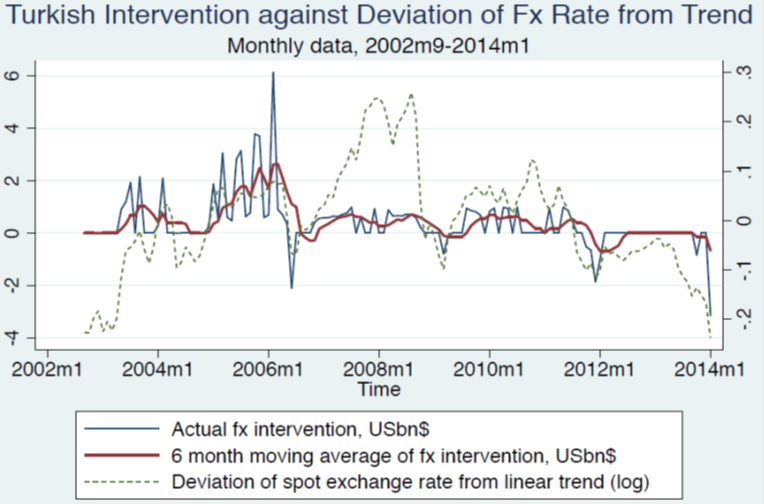 Turkish Intervention against Deviation of Fx Rate from Trend
Monthly data, 2002m9-2014m1
6
4
2
0
-2
-4
.3
.2
.1
0
-.1
-.2
2002m1 2004m1 2006m1 2008m1 2010m1 2012m1 2014m1
Time
Actual fx intervention, USbn$
6 month moving average of fx intervention, USbn$
Deviation of spot exchange rate from linear trend (log)